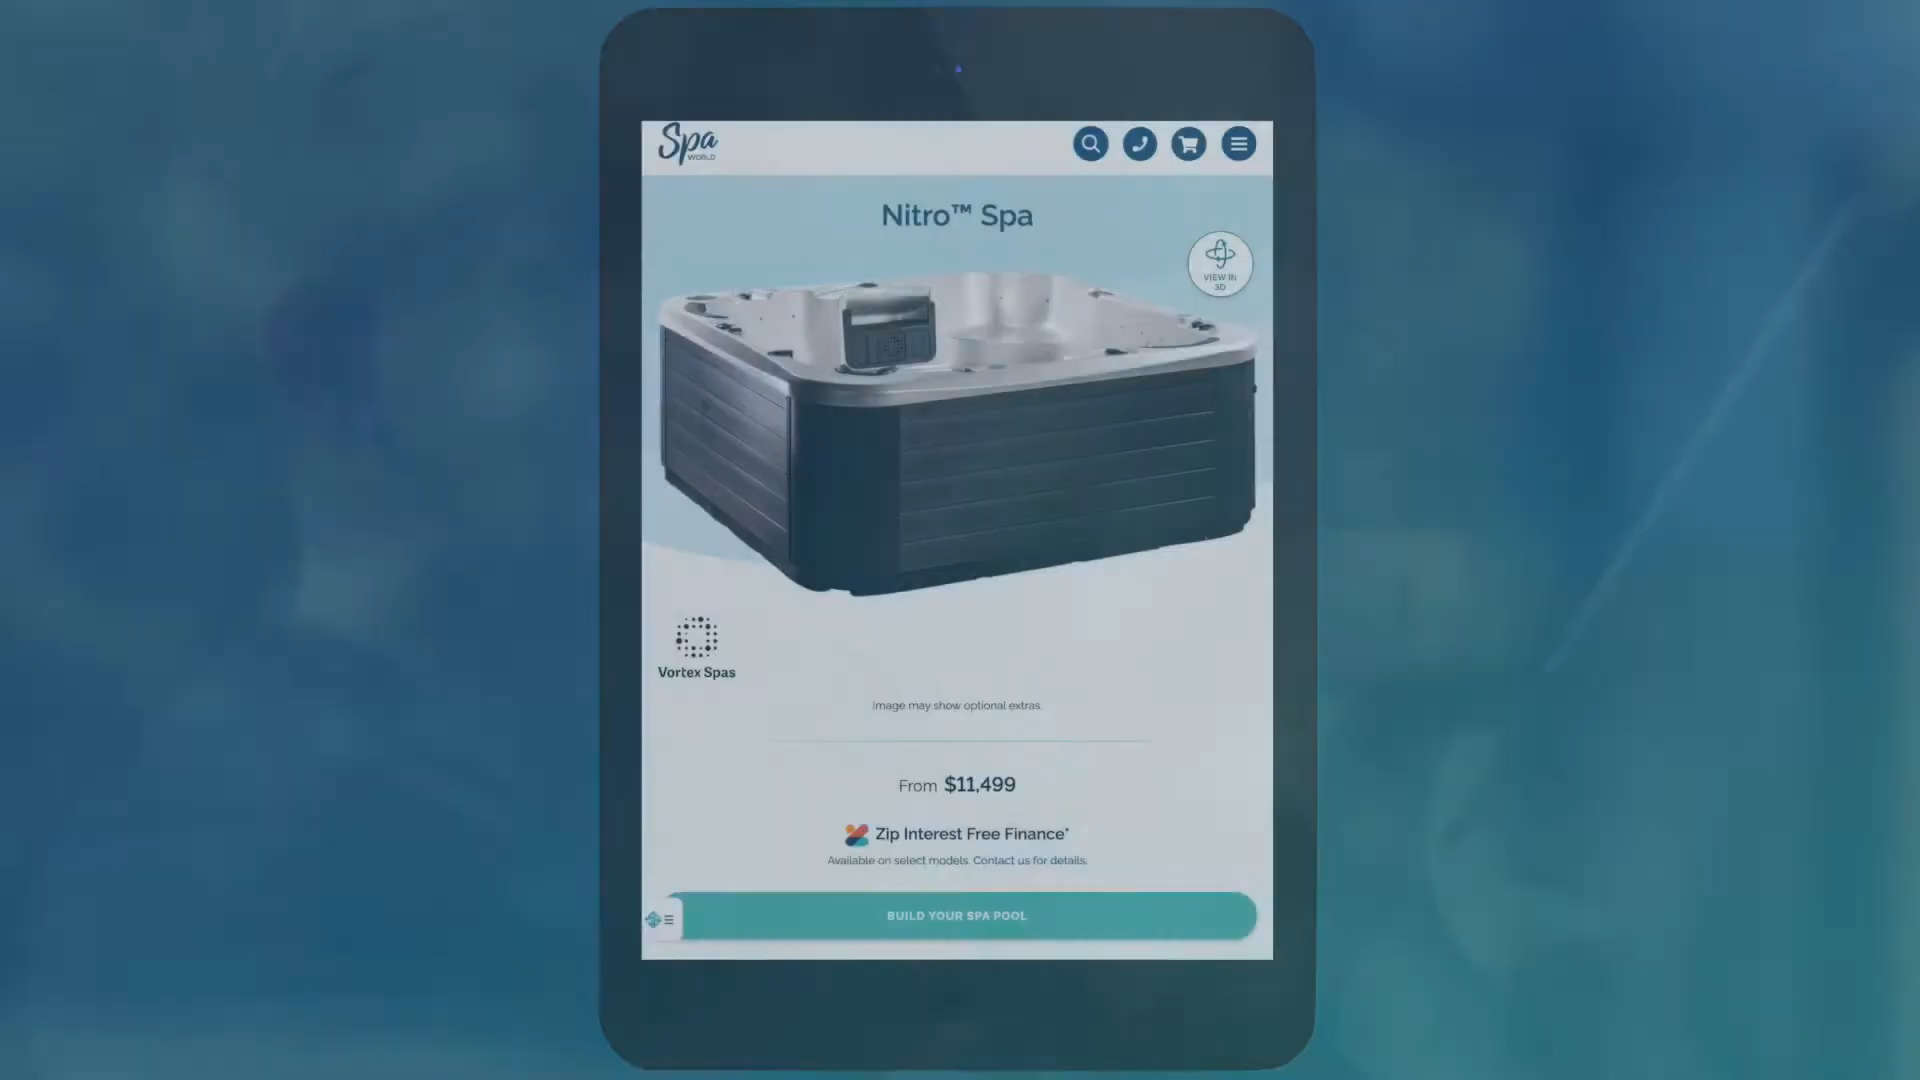 Spa
WORLD
Nitro™ Spa
VIEW IN
3D
Vortex Spas
Image may show optional extras.
From $11,499
Zip Interest Free Finance*
Available on select models. Contact us for details.
BUILD YOUR SPA POOL